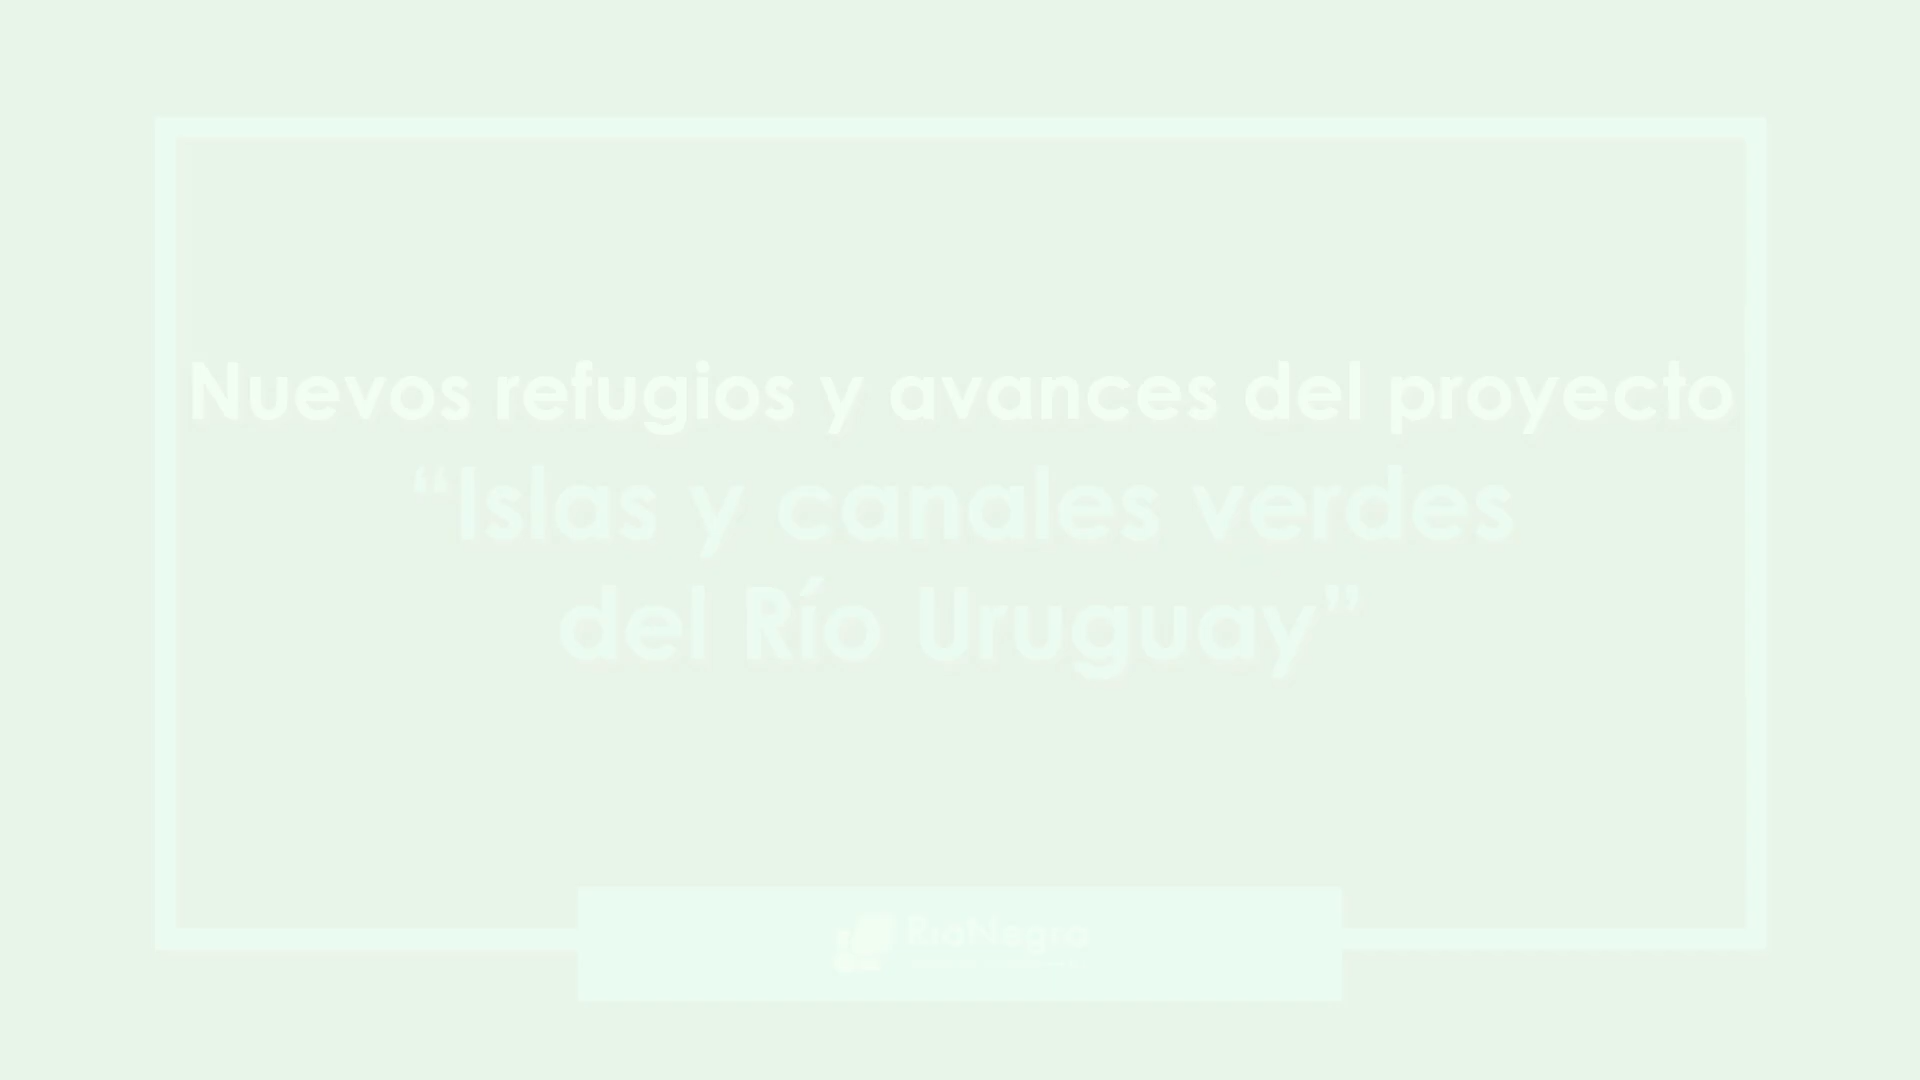 Nuevos refugios y avances del proyecto
“Islas y canales verdes
del Río Uruguay”
RíoNegro